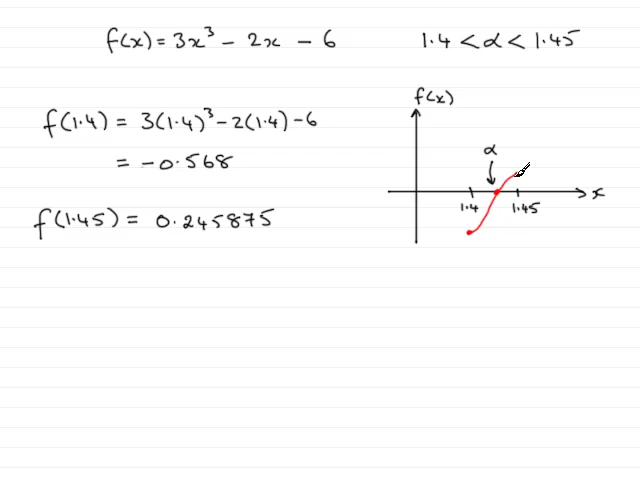 f(x) = 3x³ - 2x - 6    1.4 < α < 1.45
f(1.4) = 3(1.4)³ - 2(1.4) - 6
= -0.568
f(1.45) = 0.245875
f(x)
α
x
1.4 1.45